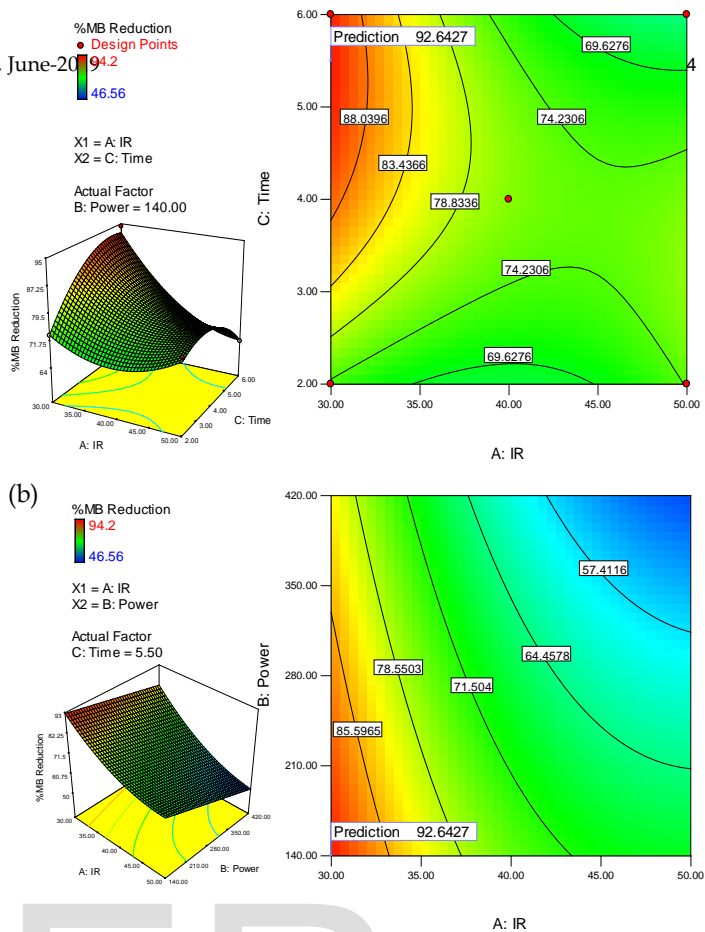 %MB Reduction
Design Points
94.2
46.56
June-20 9
4
X1 = A: IR
X2 = C: Time
Actual Factor
B: Power = 140.00
95
87.25
79.5
71.75
64
%MB Reduction
30.00
35.00
40.00
45.00
50.00
A: IR
2.00
3.00
4.00
5.00
6.00
C: Time
6.00
5.00
4.00
3.00
2.00
C: Time
Prediction 92.6427
69.6276
88.0396
74.2306
83.4366
78.8336
74.2306
69.6276
30.00 35.00 40.00 45.00 50.00
A: IR
(b)
%MB Reduction
94.2
46.56
X1 = A: IR
X2 = B: Power
Actual Factor
C: Time = 5.50
93
82.25
71.5
60.75
50
%MB Reduction
30.00
35.00
40.00
45.00
50.00
A: IR
140.00
210.00
280.00
350.00
420.00
B: Power
420.00
350.00
280.00
210.00
140.00
B: Power
57.4116
64.4578
78.5503
71.504
85.5965
Prediction 92.6427
30.00 35.00 40.00 45.00 50.00
A: IR